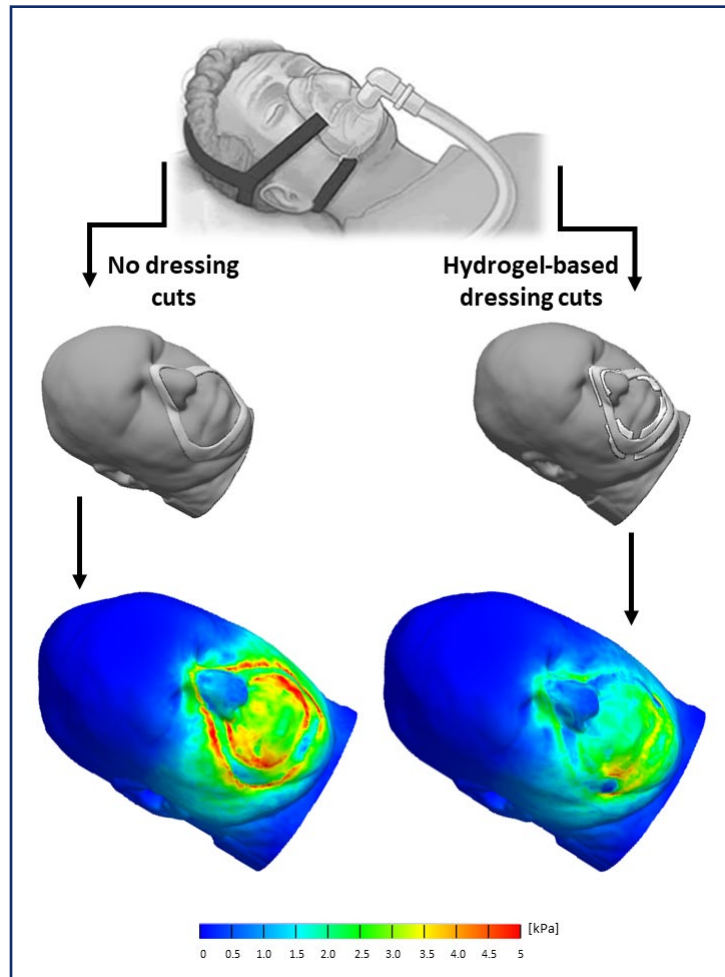 No dressing
cuts
Hydrogel-based
dressing cuts
[kPa]
0 0.5 1.0 1.5 2.0 2.5 3.0 3.5 4.0 4.5 5